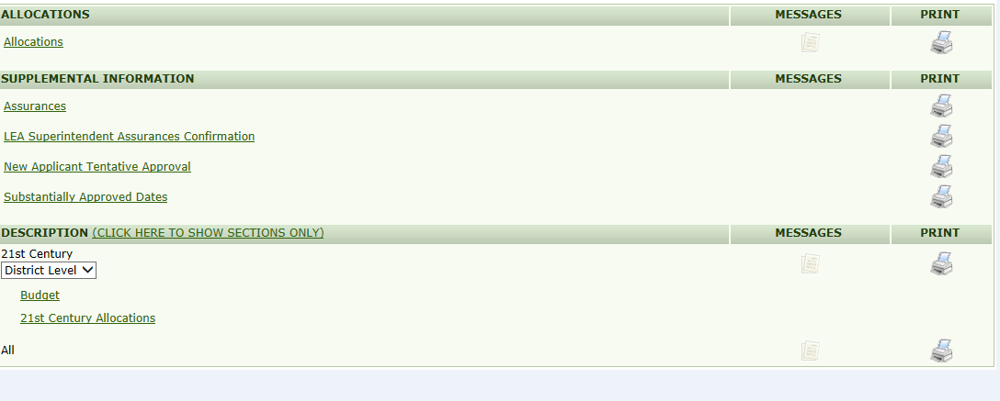 ALLOCATIONS MESSAGES PRINT
Allocations
SUPPLEMENTAL INFORMATION MESSAGES PRINT
Assurances
LEA Superintendent Assurances Confirmation
New Applicant Tentative Approval
Substantially Approved Dates
DESCRIPTION (CLICK HERE TO SHOW SECTIONS ONLY) MESSAGES PRINT
21st Century
District Level
Budget
21st Century Allocations
All